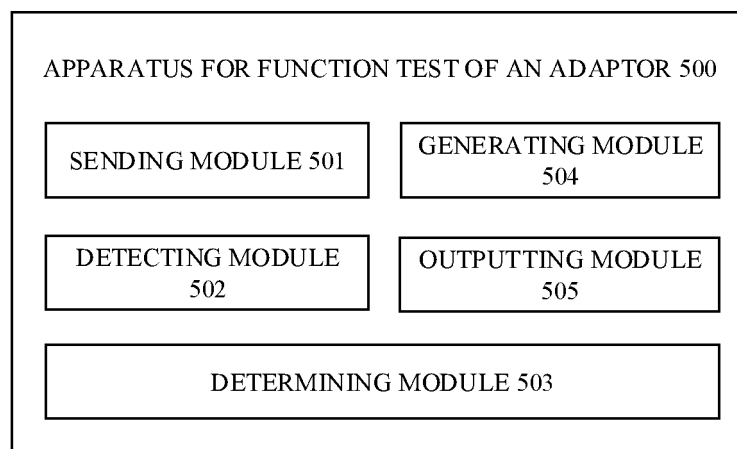 APPARATUS FOR FUNCTION TEST OF AN ADAPTOR 500
SENDING MODULE 501
GENERATING MODULE
504
DETECTING MODULE
502
OUTPUTTING MODULE
505
DETERMINING MODULE 503